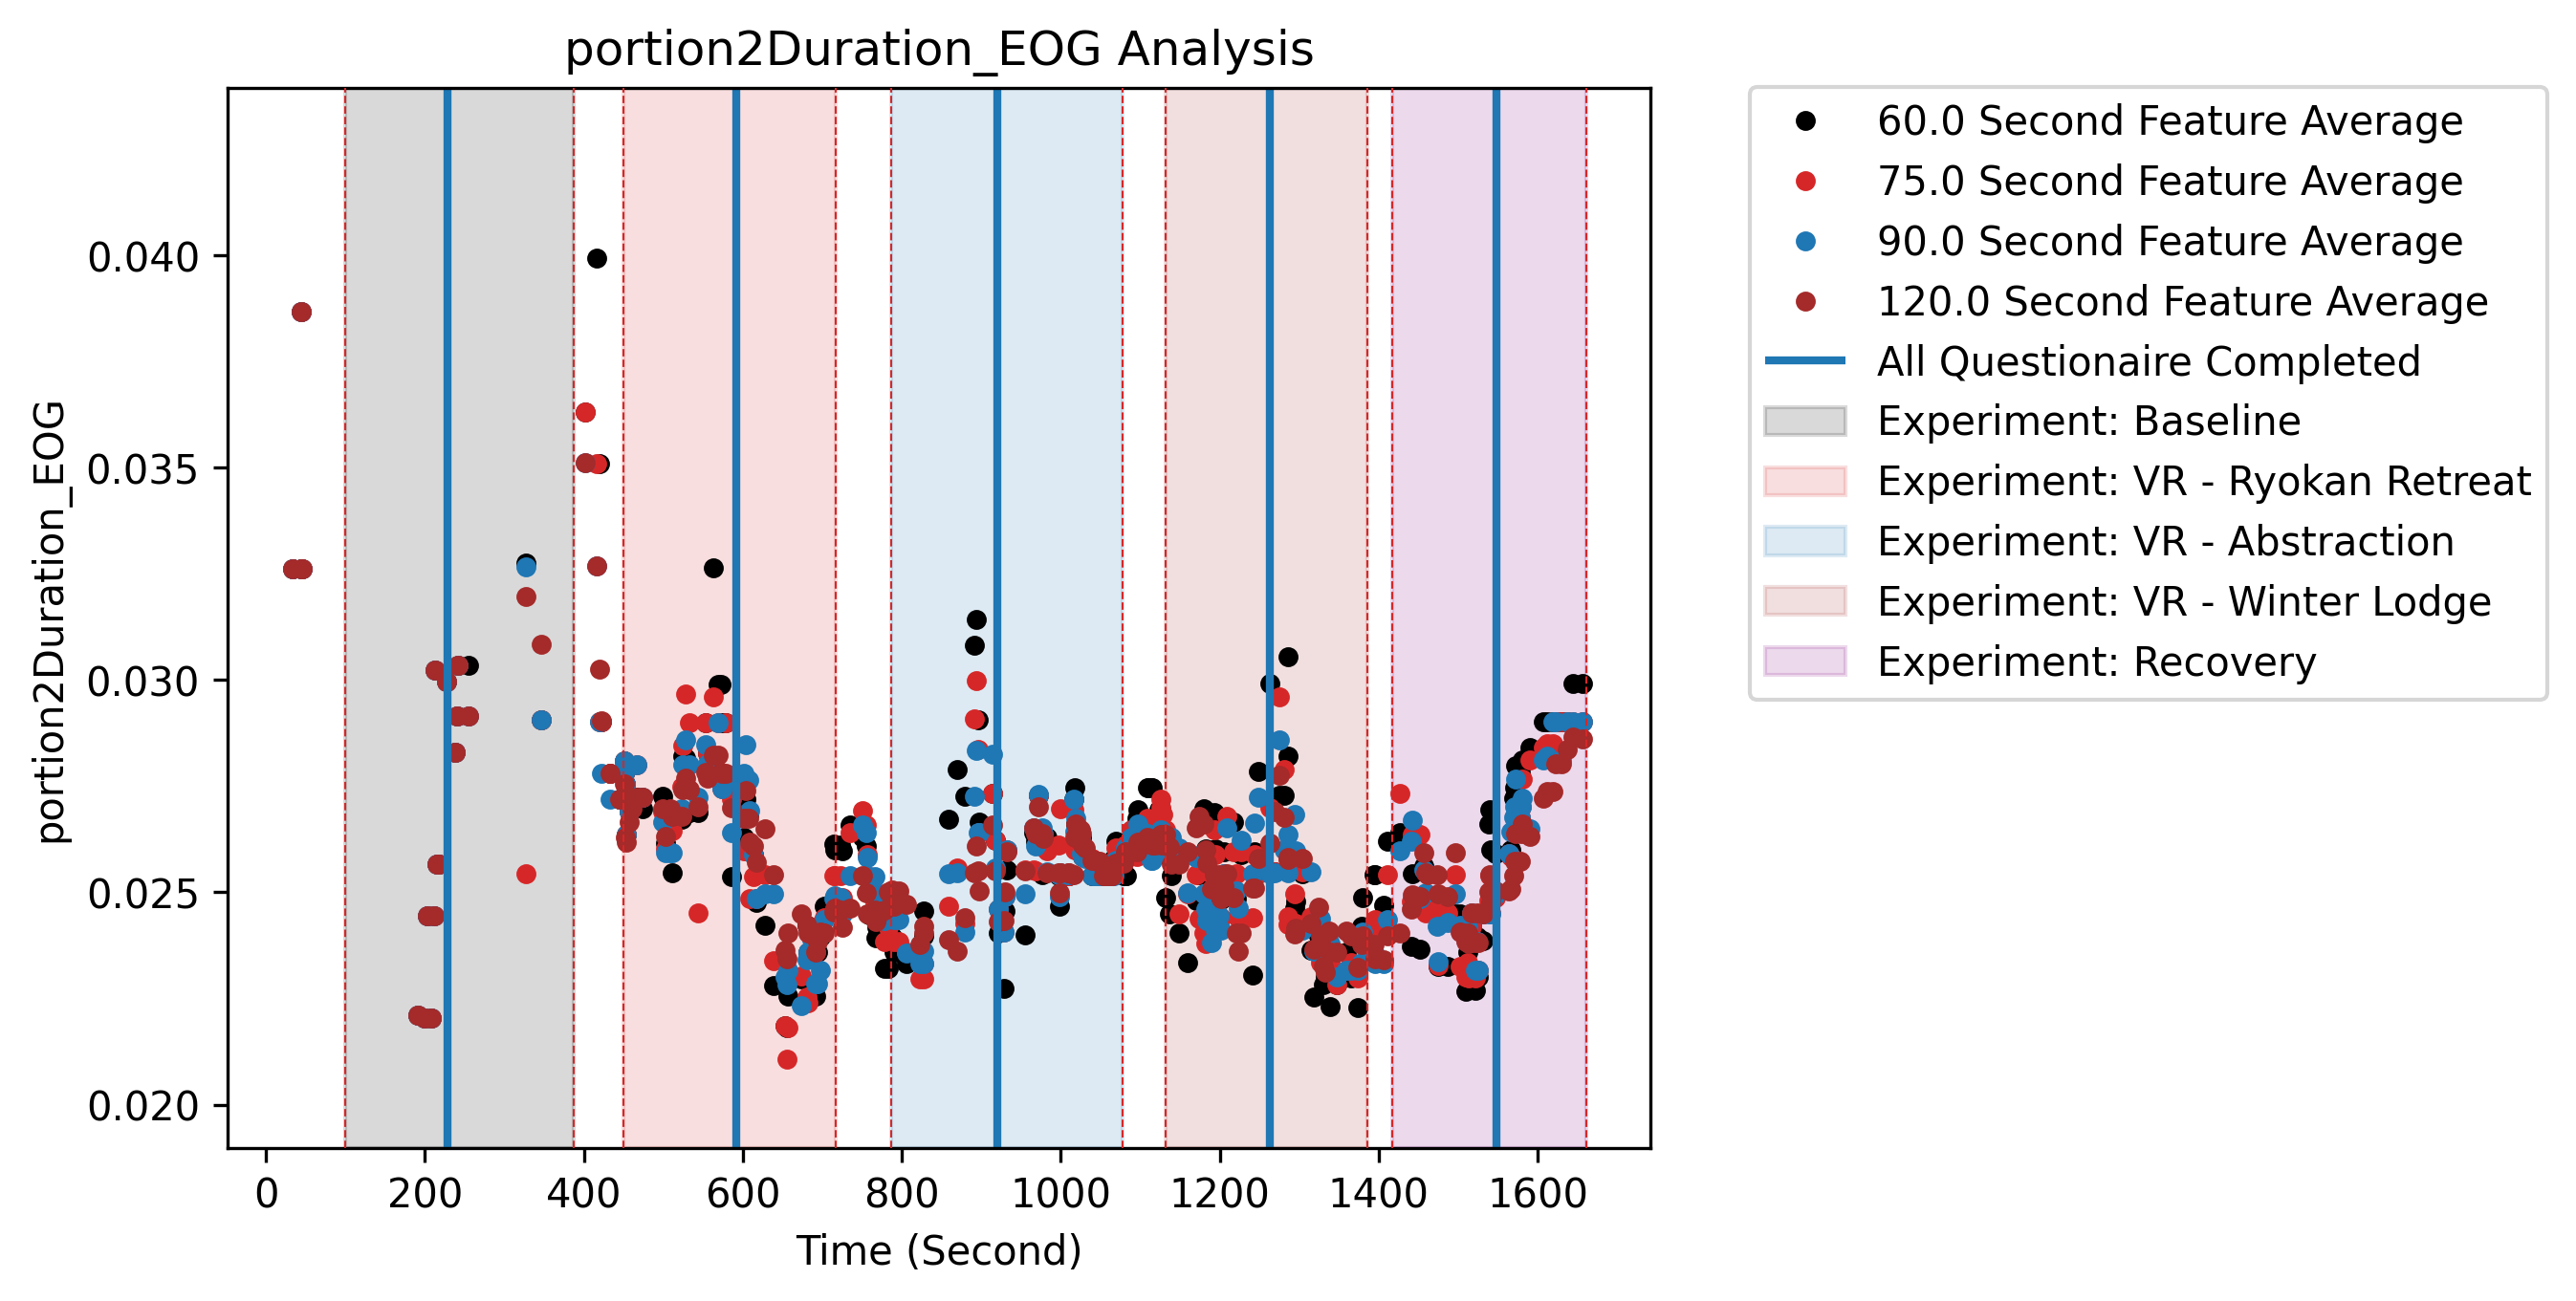 portion2Duration_EOG Analysis
portion2Duration_EOG
0.040
0.035
0.030
0.025
0.020
0 200 400 600 800 1000 1200 1400 1600
Time (Second)
60.0 Second Feature Average
75.0 Second Feature Average
90.0 Second Feature Average
120.0 Second Feature Average
All Questionaire Completed
Experiment: Baseline
Experiment: VR - Ryokan Retreat
Experiment: VR - Abstraction
Experiment: VR - Winter Lodge
Experiment: Recovery